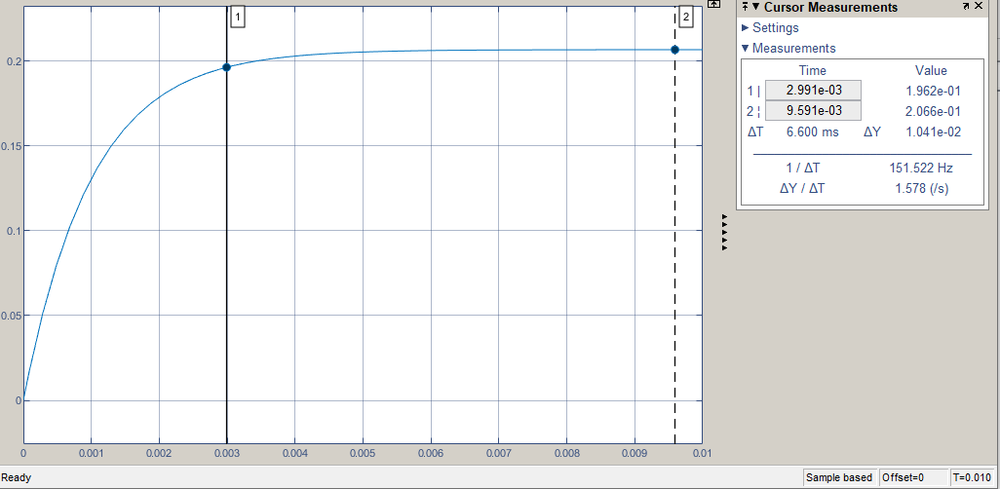 1
2
0.2
0.15
0.1
0.05
0
0 0.001 0.002 0.003 0.004 0.005 0.006 0.007 0.008 0.009 0.01
Ready
Sample based Offset=0 T=0.010
Cursor Measurements
Settings
Measurements
Time Value
1 | 2.991e-03 1.962e-01
2 ¦ 9.591e-03 2.066e-01
ΔT 6.600 ms ΔY 1.041e-02
1 / ΔT 151.522 Hz
ΔY / ΔT 1.578 (/s)